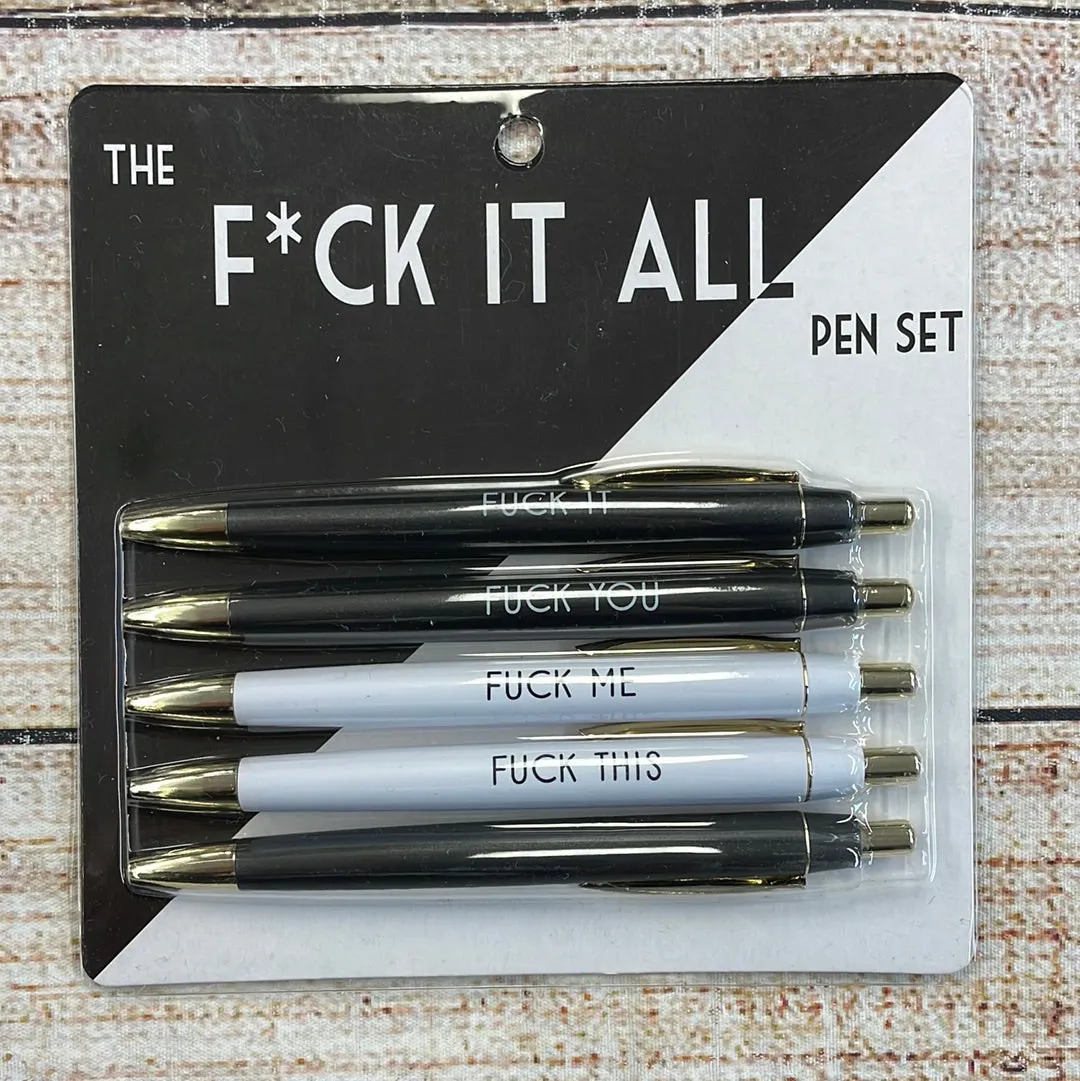 THE
F*CK IT ALL
PEN SET
FUCK IT
FUCK YOU
FUCK ME
FUCK THIS